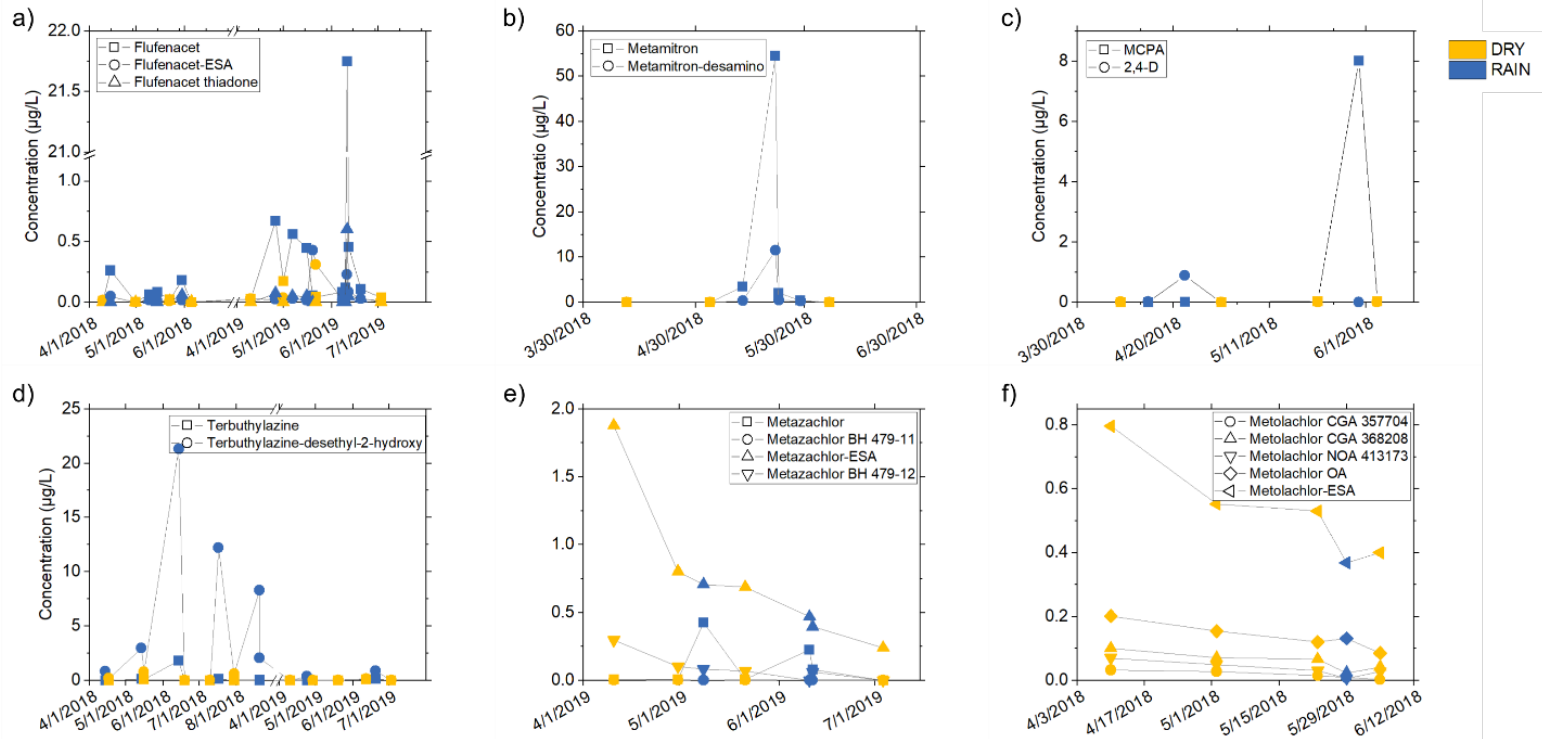 a)
22.0
21.5
21.0
1.0
0.5
0.0
Concentration (µg/L)
Flufenacet
Flufenacet-ESA
Flufenacet thiadone
4/1/2018
5/1/2018
6/1/2018
4/1/2019
5/1/2019
6/1/2019
7/1/2019
b)
60
50
40
30
20
10
0
Concentratio (µg/L)
Metamitron
Metamitron-desamino
3/30/2018
4/30/2018
5/30/2018
6/30/2018
c)
8
6
4
2
0
Concentration (µg/L)
MCPA
2,4-D
3/30/2018
4/20/2018
5/11/2018
6/1/2018
DRY
RAIN
d)
25
20
15
10
5
0
Concentration (µg/L)
Terbuthylazine
Terbuthylazine-desethyl-2-hydroxy
4/1/2018
5/1/2018
6/1/2018
7/1/2018
8/1/2018
4/1/2019
5/1/2019
6/1/2019
7/1/2019
e)
2.0
1.5
1.0
0.5
0.0
Metazachlor
Metazachlor BH 479-11
Metazachlor-ESA
Metazachlor BH 479-12
4/1/2019
5/1/2019
6/1/2019
7/1/2019
f)
0.8
0.6
0.4
0.2
0.0
Metolachlor CGA 357704
Metolachlor CGA 368208
Metolachlor NOA 413173
Metolachlor OA
Metolachlor-ESA
4/3/2018
4/17/2018
5/1/2018
5/15/2018
5/29/2018
6/12/2018